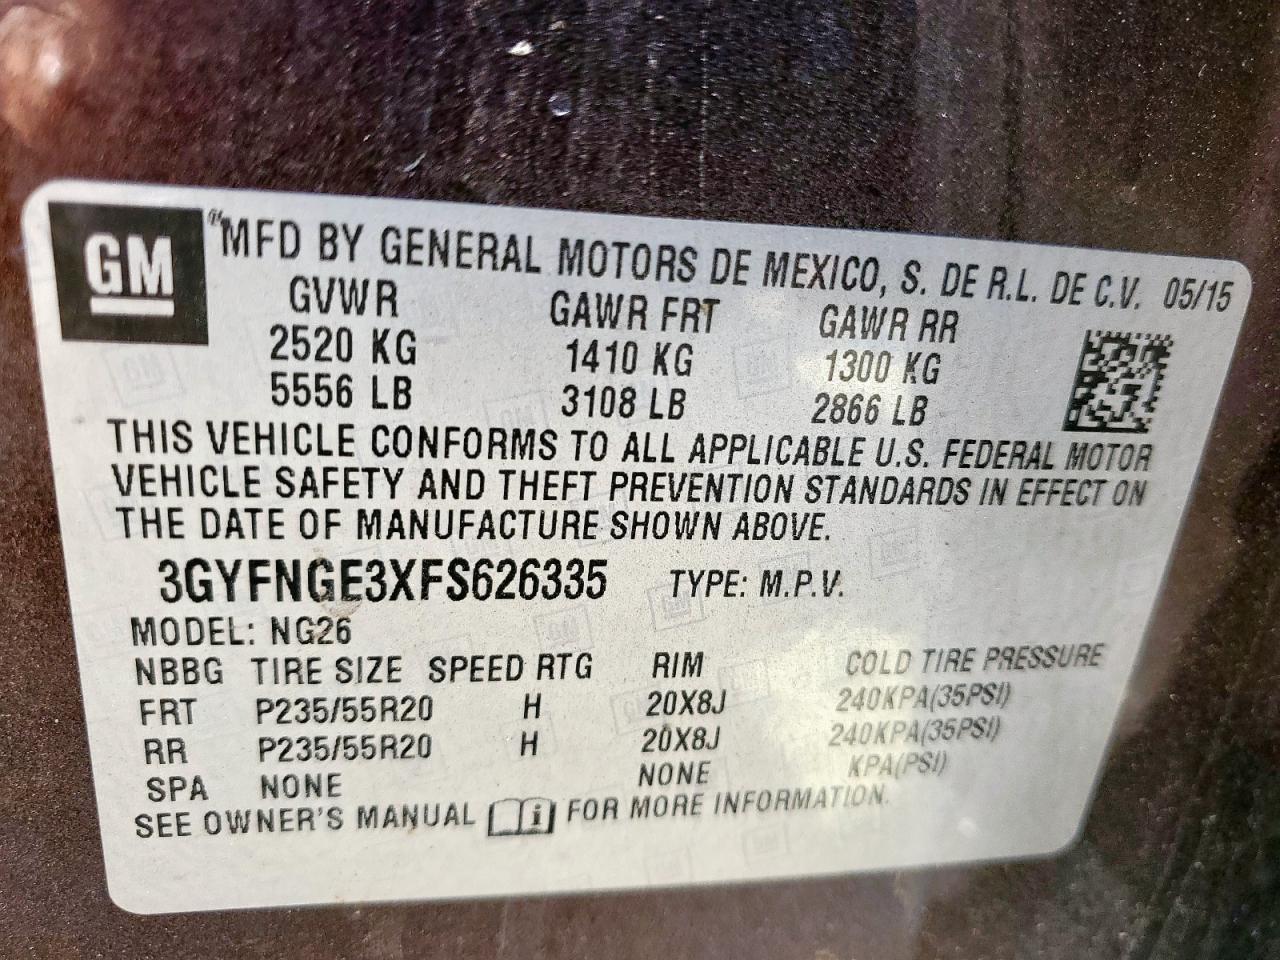 GM
MFD BY GENERAL MOTORS DE MEXICO, S. DE R.L. DE C.V. 05/15
GVWR GAWR FRT GAWR RR
2520 KG 1410 KG 1300 KG
5556 LB 3108 LB 2866 LB
THIS VEHICLE CONFORMS TO ALL APPLICABLE U.S. FEDERAL MOTOR
VEHICLE SAFETY AND THEFT PREVENTION STANDARDS IN EFFECT ON
THE DATE OF MANUFACTURE SHOWN ABOVE.
3GYFNGE3XFS626335 TYPE: M.P.V.
MODEL: NG26
NBBG TIRE SIZE SPEED RTG RIM COLD TIRE PRESSURE
FRT P235/55R20 H 20X8J 240KPA(35PSI)
RR P235/55R20 H 20X8J 240KPA(35PSI)
SPA NONE NONE KPA(PSI)
SEE OWNER'S MANUAL i FOR MORE INFORMATION.